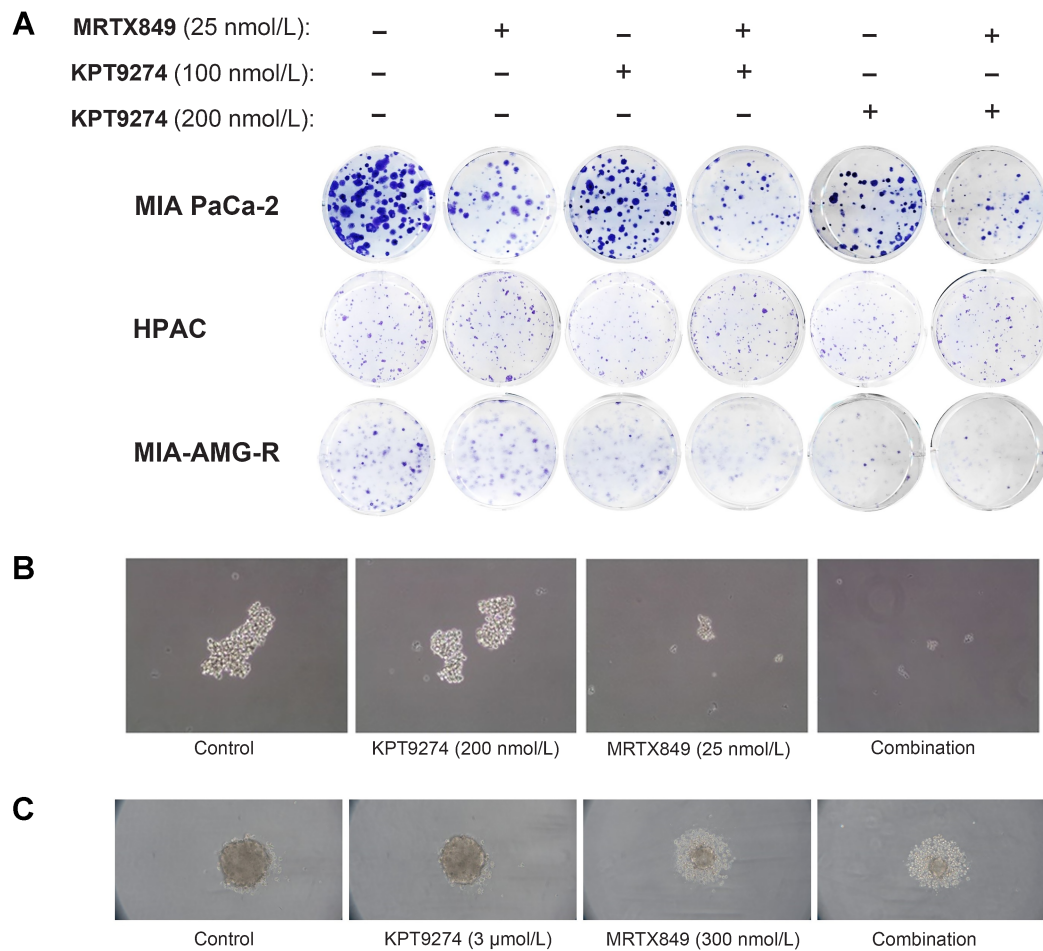 A
MRTX849 (25 nmol/L): – + – + – +
KPT9274 (100 nmol/L): – – + + – –
KPT9274 (200 nmol/L): – – – – + +
MIA PaCa-2
HPAC
MIA-AMG-R
B
Control KPT9274 (200 nmol/L) MRTX849 (25 nmol/L) Combination
C
Control KPT9274 (3 µmol/L) MRTX849 (300 nmol/L) Combination